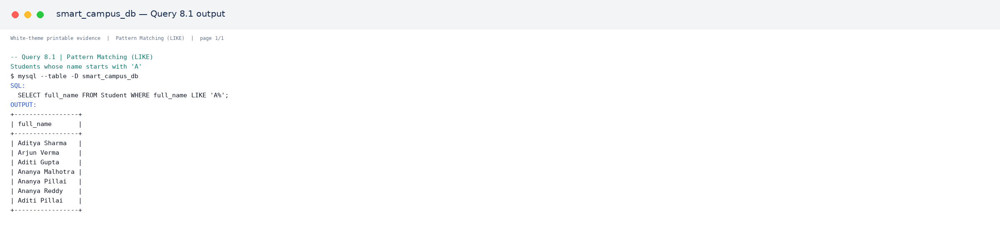 smart_campus_db — Query 8.1 output
White-theme printable evidence  |  Pattern Matching (LIKE)  |  page 1/1
-- Query 8.1 | Pattern Matching (LIKE)
Students whose name starts with 'A'
$ mysql --table -D smart_campus_db
SQL:
  SELECT full_name FROM Student WHERE full_name LIKE 'A%';
OUTPUT:
+-----------------+
| full_name       |
+-----------------+
| Aditya Sharma   |
| Arjun Verma     |
| Aditi Gupta     |
| Ananya Malhotra |
| Ananya Pillai   |
| Ananya Reddy    |
| Aditi Pillai    |
+-----------------+